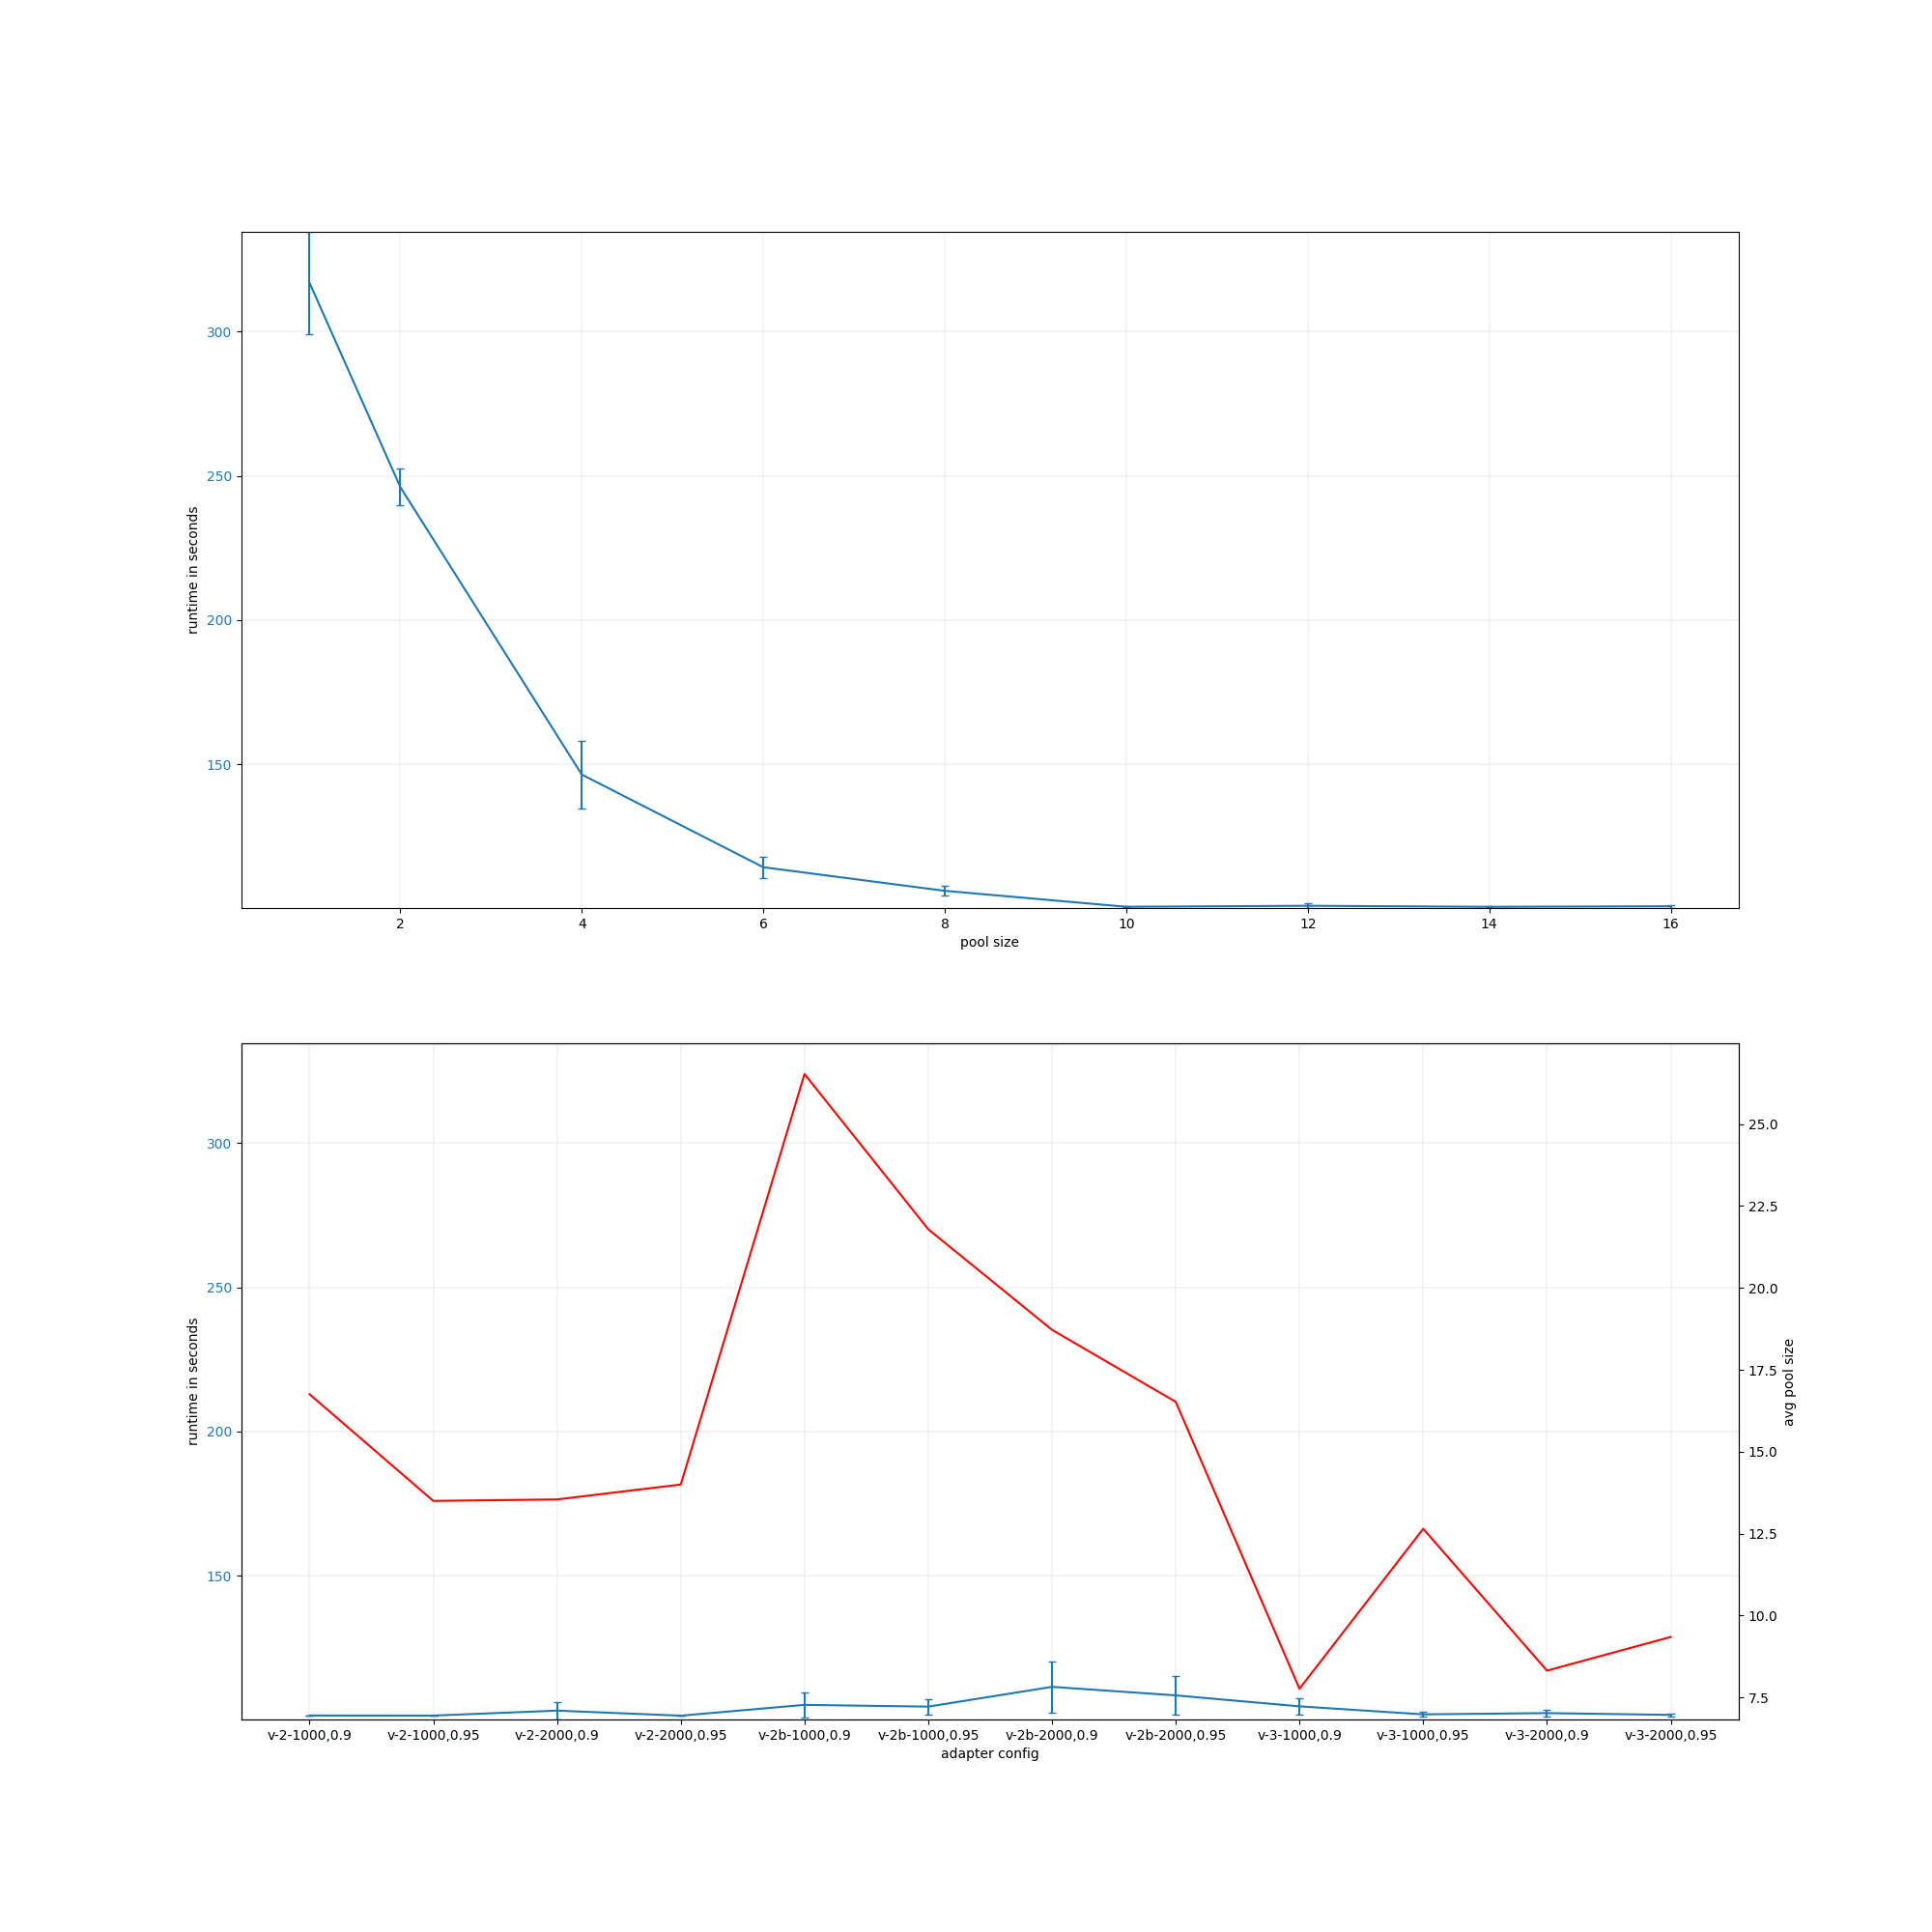 300
250
200
150
runtime in seconds
2 4 6 8 10 12 14 16
pool size
300
250
200
150
runtime in seconds
25.0
22.5
20.0
17.5
15.0
12.5
10.0
7.5
avg pool size
v-2-1000,0.9 v-2-1000,0.95 v-2-2000,0.9 v-2-2000,0.95 v-2b-1000,0.9 v-2b-1000,0.95 v-2b-2000,0.9 v-2b-2000,0.95 v-3-1000,0.9 v-3-1000,0.95 v-3-2000,0.9 v-3-2000,0.95
adapter config